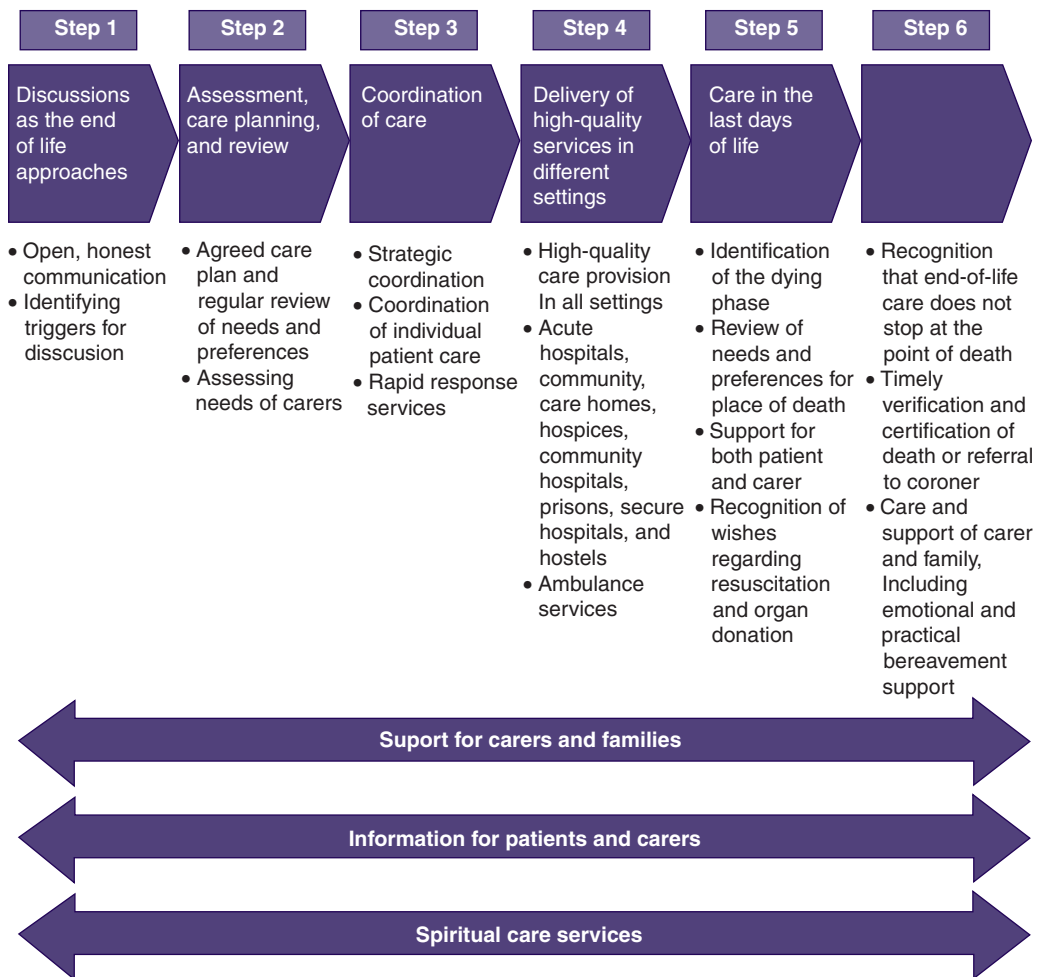 Step 1
Step 2
Step 3
Step 4
Step 5
Step 6
Discussions
as the end
of life
approaches
Assessment,
care planning,
and review
Coordination
of care
Delivery of
high-quality
services in
different
settings
Care in the
last days
of life
• Open, honest
communication
• Identifying
triggers for
disscusion
• Agreed care
plan and
regular review
of needs and
preferences
• Assessing
needs of carers
• Strategic
coordination
• Coordination
of individual
patient care
• Rapid response
services
• High-quality
care provision
In all settings
• Acute
hospitals,
community,
care homes,
hospices,
community
hospitals,
prisons, secure
hospitals, and
hostels
• Ambulance
services
• Identification
of the dying
phase
• Review of
needs and
preferences for
place of death
• Support for
both patient
and carer
• Recognition of
wishes
regarding
resuscitation
and organ
donation
• Recognition
that end-of-life
care does not
stop at the
point of death
• Timely
verification and
certification of
death or referral
to coroner
• Care and
support of carer
and family,
Including
emotional and
practical
bereavement
support
Suport for carers and families
Information for patients and carers
Spiritual care services